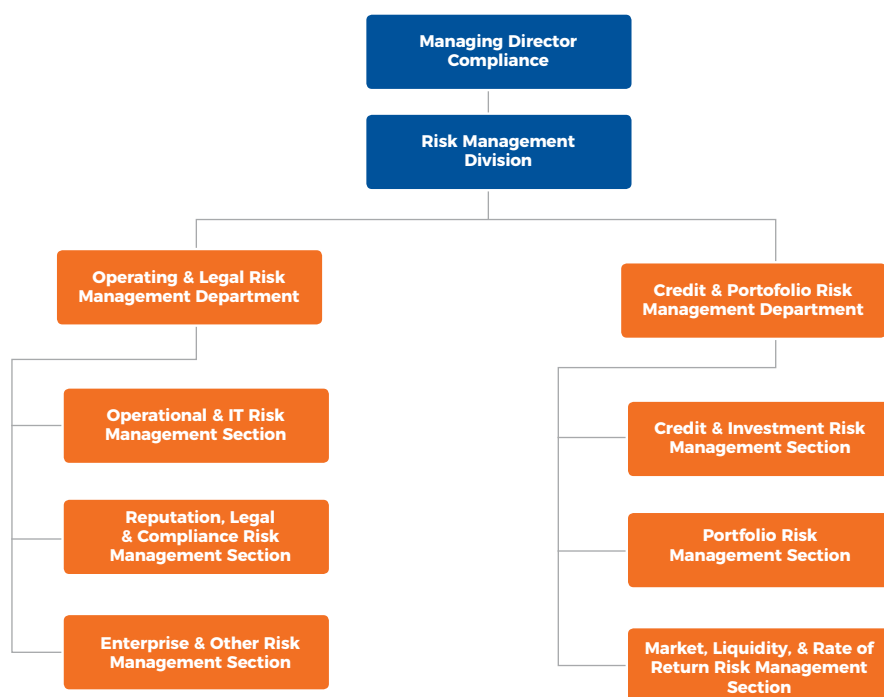 Managing Director
Compliance
Risk Management
Division
Operating & Legal Risk
Management Department
Credit & Portofolio Risk
Management Department
Operational & IT Risk
Management Section
Credit & Investment Risk
Management Section
Reputation, Legal
& Compliance Risk
Management Section
Portfolio Risk
Management Section
Enterprise & Other Risk
Management Section
Market, Liquidity, & Rate of
Return Risk Management
Section